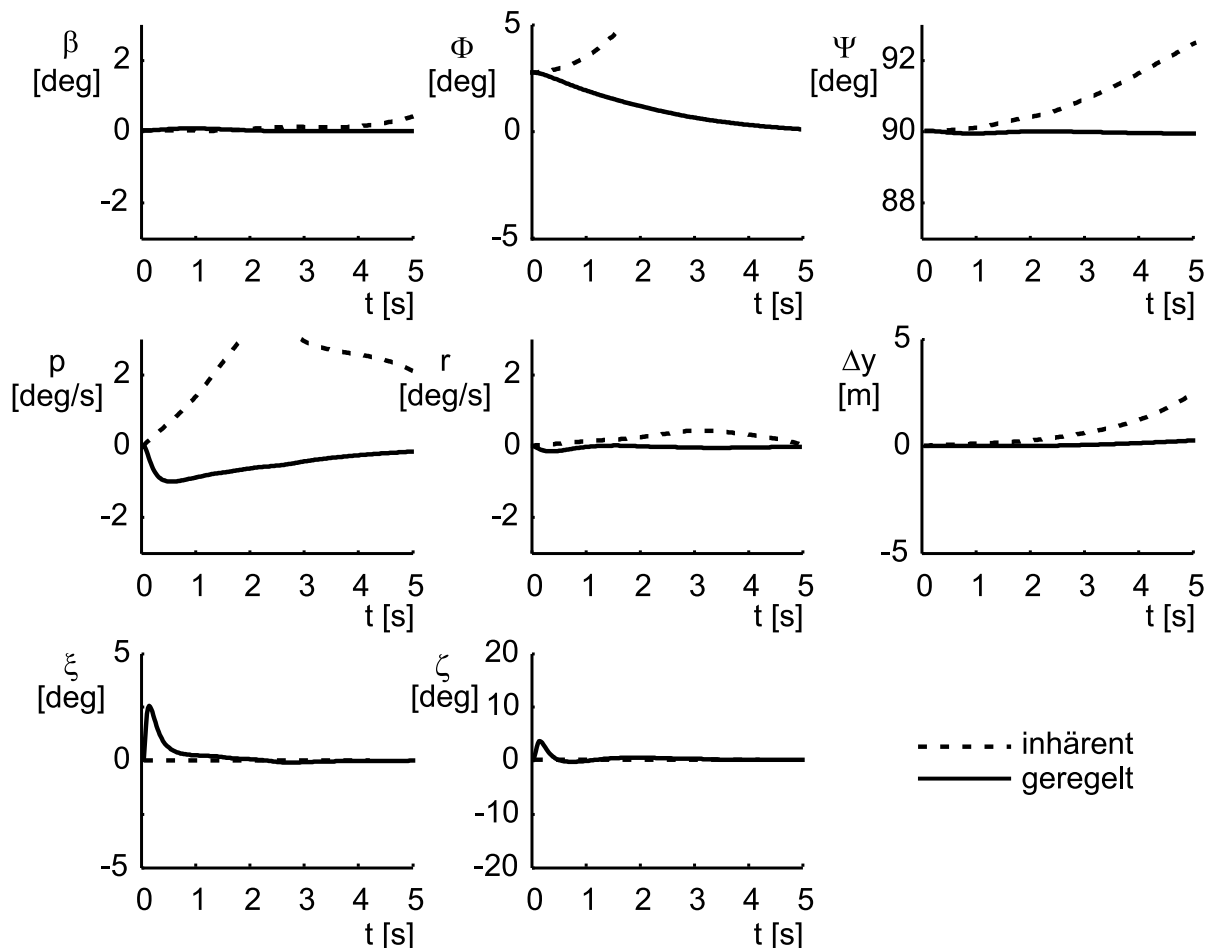 β
[deg]
2
0
-2
0 1 2 3 4 5
t [s]
Φ
[deg]
5
0
-5
0 1 2 3 4 5
t [s]
Ψ
[deg]
92
90
88
0 1 2 3 4 5
t [s]
p
[deg/s]
2
0
-2
0 1 2 3 4 5
t [s]
r
[deg/s]
2
0
-2
0 1 2 3 4 5
t [s]
Δy
[m]
5
0
-5
0 1 2 3 4 5
t [s]
ξ
[deg]
5
0
-5
0 1 2 3 4 5
t [s]
ζ
[deg]
20
10
0
-10
-20
0 1 2 3 4 5
t [s]
inhärent
geregelt